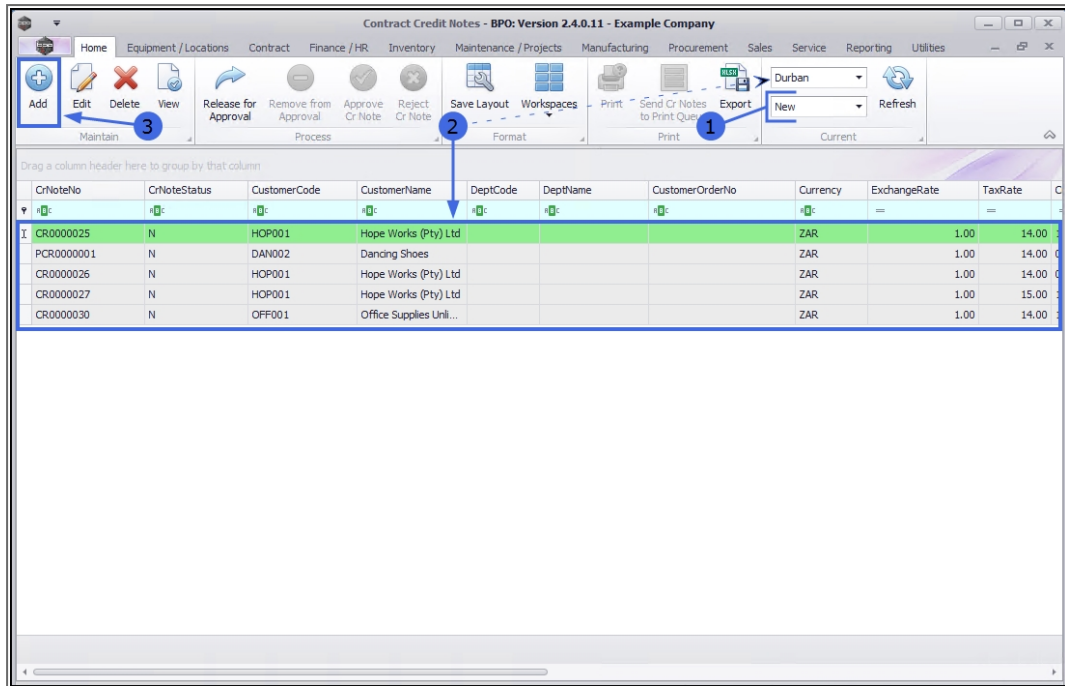 Contract Credit Notes - BPO: Version 2.4.0.11 - Example Company
Home Equipment / Locations Contract Finance / HR Inventory Maintenance / Projects Manufacturing Procurement Sales Service Reporting Utilities
Add Edit Delete View Release for Approval Remove from Approval Approve Cr Note Reject Cr Note Save Layout Workspaces Print Send Cr Notes to Print Queue Export Durban New Refresh
3 2 1
Maintain Process Format Print Current
Drag a column header here to group by that column
CrNoteNo CrNoteStatus CustomerCode CustomerName DeptCode DeptName CustomerOrderNo Currency ExchangeRate TaxRate C
CR0000025 N HOP001 Hope Works (Pty) Ltd ZAR 1.00 14.00
PCR0000001 N DAN002 Dancing Shoes ZAR 1.00 14.00
CR0000026 N HOP001 Hope Works (Pty) Ltd ZAR 1.00 14.00
CR0000027 N HOP001 Hope Works (Pty) Ltd ZAR 1.00 15.00
CR0000030 N OFF001 Office Supplies Unli... ZAR 1.00 14.00